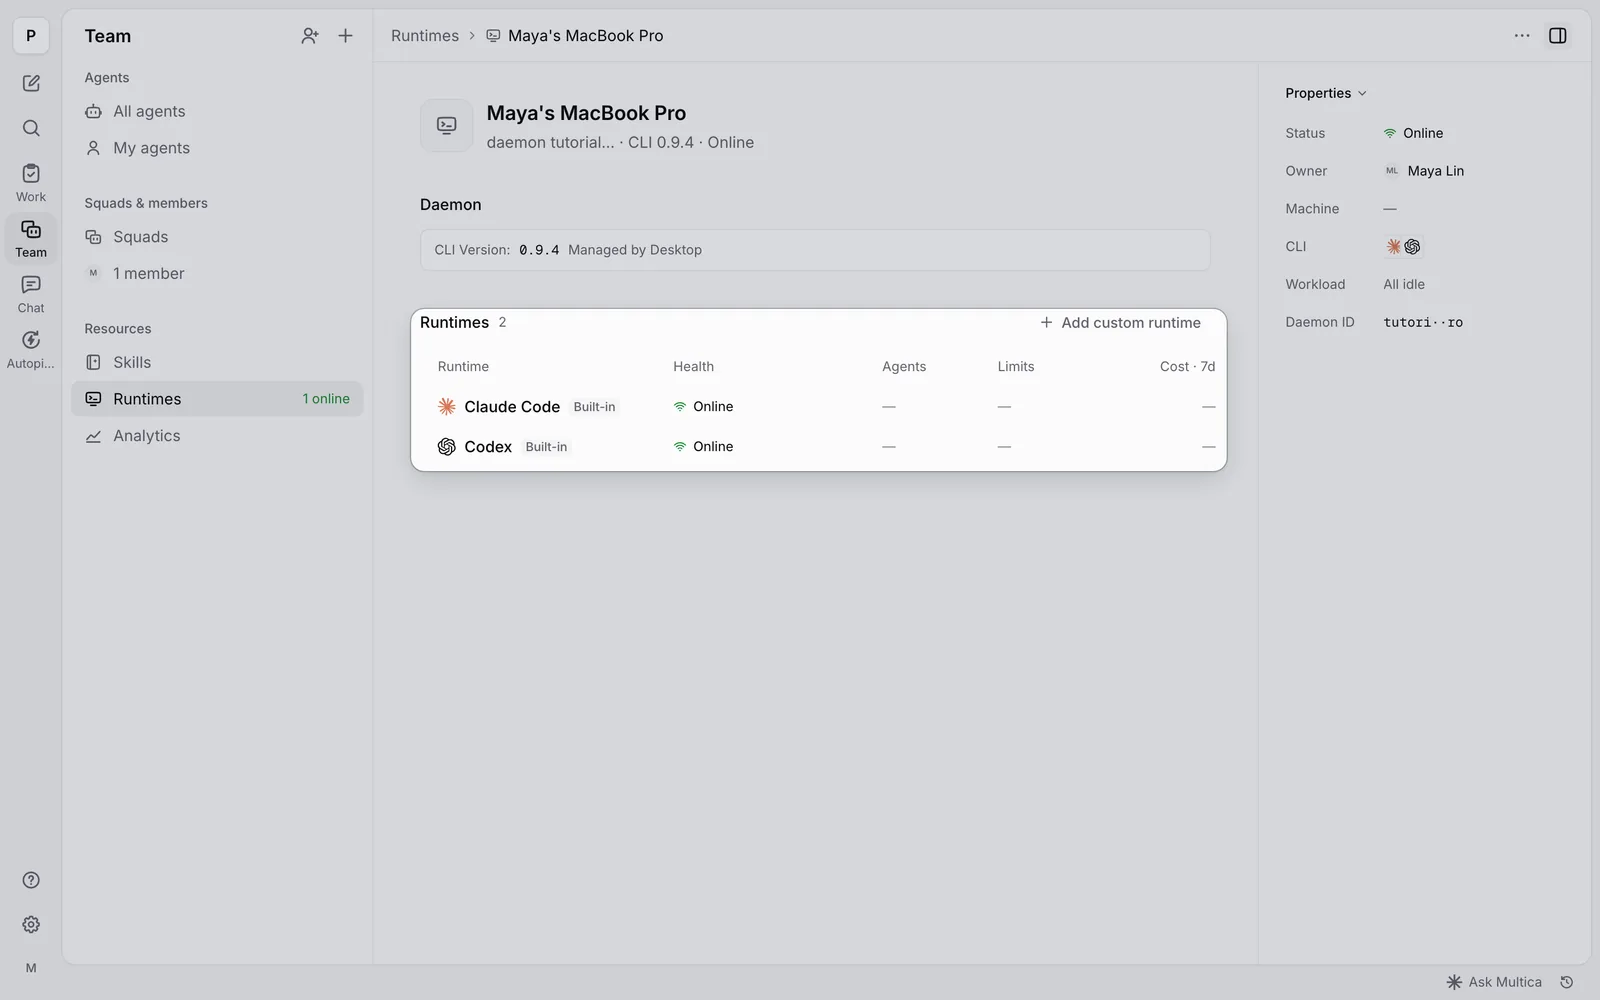 P
Work
Team
Chat
Autopi...
M
Team
Agents
All agents
My agents
Squads & members
Squads
M 1 member
Resources
Skills
Runtimes 1 online
Analytics
Runtimes › Maya's MacBook Pro
Maya's MacBook Pro
daemon tutorial... · CLI 0.9.4 · Online
Daemon
CLI Version: 0.9.4 Managed by Desktop
Runtimes 2 + Add custom runtime
Runtime Health Agents Limits Cost · 7d
Claude Code Built-in Online — — —
Codex Built-in Online — — —
Properties
Status Online
Owner ML Maya Lin
Machine —
CLI
Workload All idle
Daemon ID tutori··ro
Ask Multica